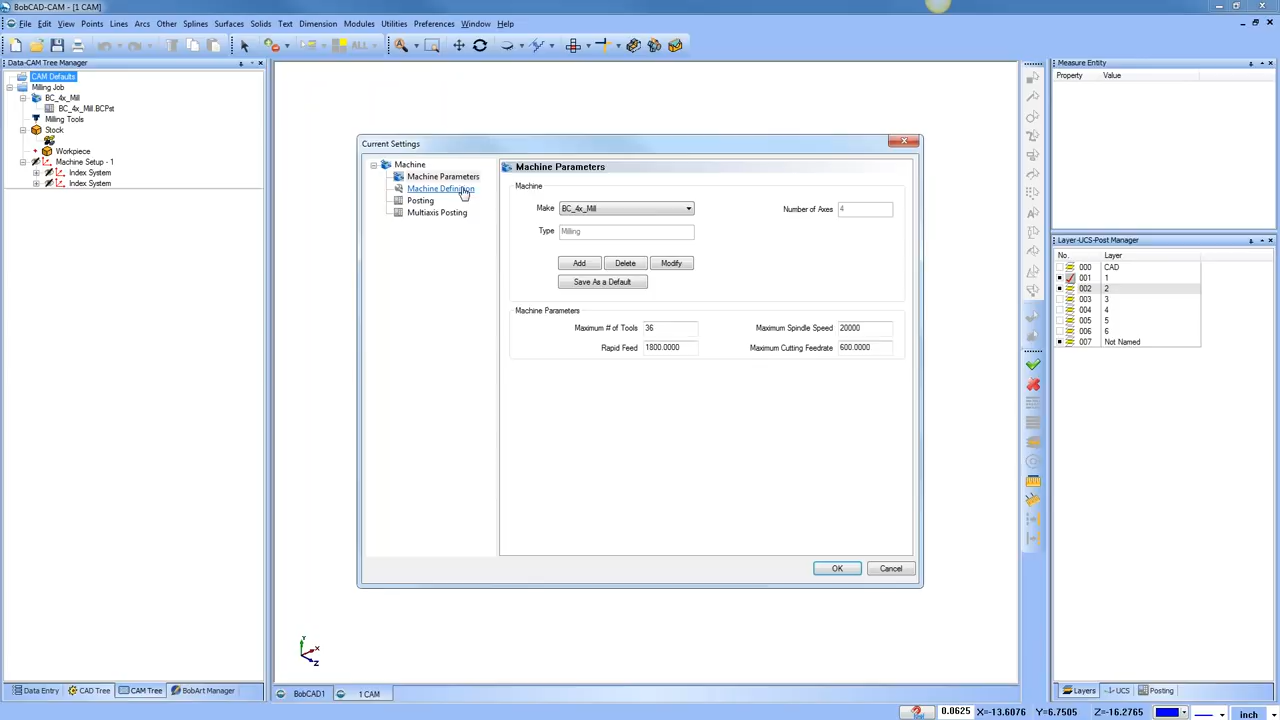 BobCAD-CAM - [1 CAM]
File Edit View Points Lines Arcs Other Splines Surfaces Solids Text Dimension Modules Utilities Preferences Window Help
ALL
Data-CAM Tree Manager
CAM Defaults
Milling Job
BC_4x_Mill
BC_4x_Mill.BCPst
Milling Tools
Stock
Workpiece
Machine Setup - 1
Index System
Index System
Data Entry CAD Tree CAM Tree BobArt Manager
Current Settings
Machine
Machine Parameters
Machine Definition
Posting
Multiaxis Posting
Machine Parameters
Machine
Make BC_4x_Mill Number of Axes 4
Type Milling
Add Delete Modify
Save As a Default
Machine Parameters
Maximum # of Tools 36 Maximum Spindle Speed 20000
Rapid Feed 1800.0000 Maximum Cutting Feedrate 600.0000
OK Cancel
Y
X
Z
BobCAD1 1 CAM
Measure Entity
Property Value
Layer-UCS-Post Manager
No. Layer
000 CAD
001 1
002 2
003 3
004 4
005 5
006 6
007 Not Named
Layers UCS Posting
0.0625 X=-13.6076 Y=6.7505 Z=-16.2765 inch